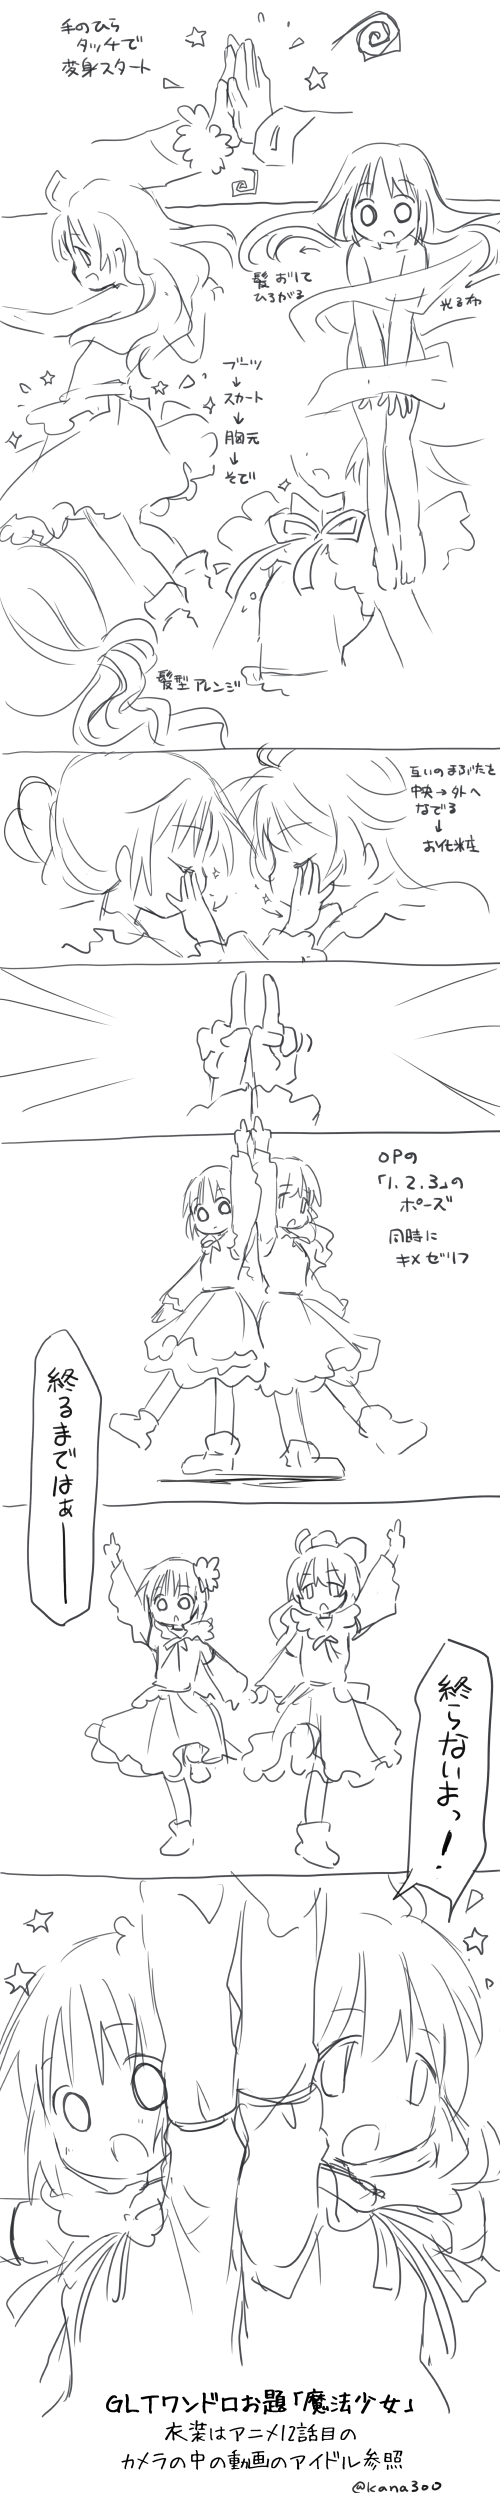 手のひら
タッチで
変身スタート
髪おりて
ひろがる
光るわ
ブーツ
↓
スカート
↓
胸元
↓
そで
髪型アレンジ
互いのまぶたを
中央→外へ
なでる
↓
お化粧
OPの
「1.2.3」の
ポーズ
同時に
キメゼリフ
終るまではぁー
終らないよっ!
GLTワンドロお題「魔法少女」
衣装はアニメ12話目の
カメラの中の動画のアイドル参照
@kana300